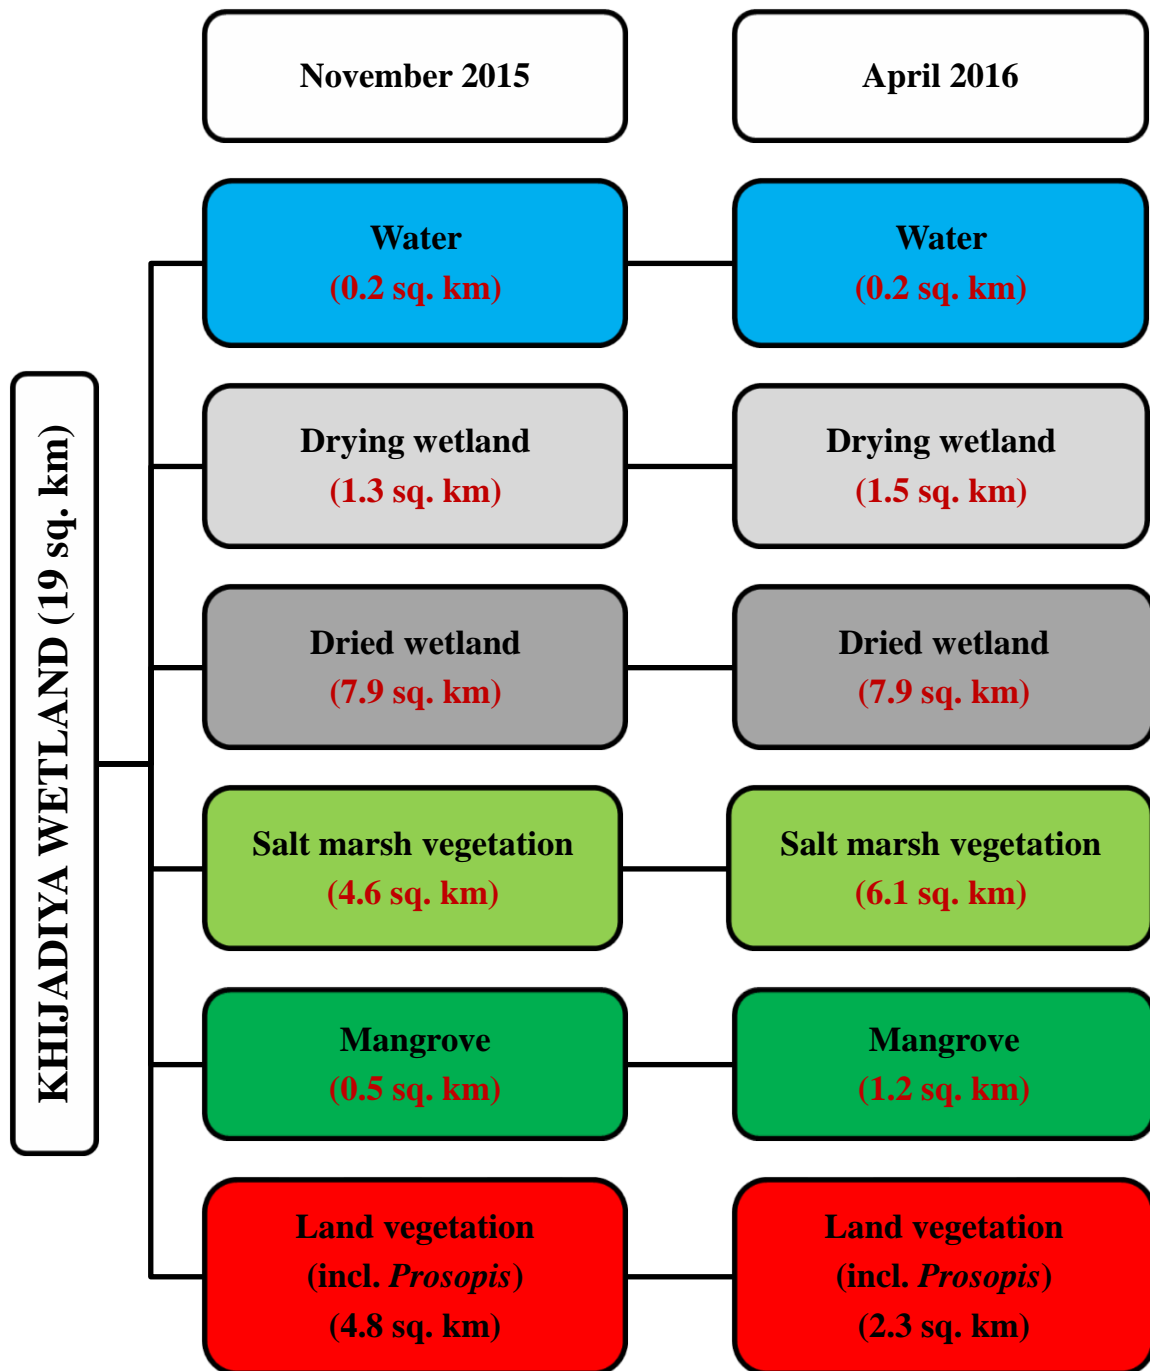 November 2015
April 2016
KHIJADIYA WETLAND (19 sq. km)
Water
(0.2 sq. km)
Water
(0.2 sq. km)
Drying wetland
(1.3 sq. km)
Drying wetland
(1.5 sq. km)
Dried wetland
(7.9 sq. km)
Dried wetland
(7.9 sq. km)
Salt marsh vegetation
(4.6 sq. km)
Salt marsh vegetation
(6.1 sq. km)
Mangrove
(0.5 sq. km)
Mangrove
(1.2 sq. km)
Land vegetation
(incl. Prosopis)
(4.8 sq. km)
Land vegetation
(incl. Prosopis)
(2.3 sq. km)